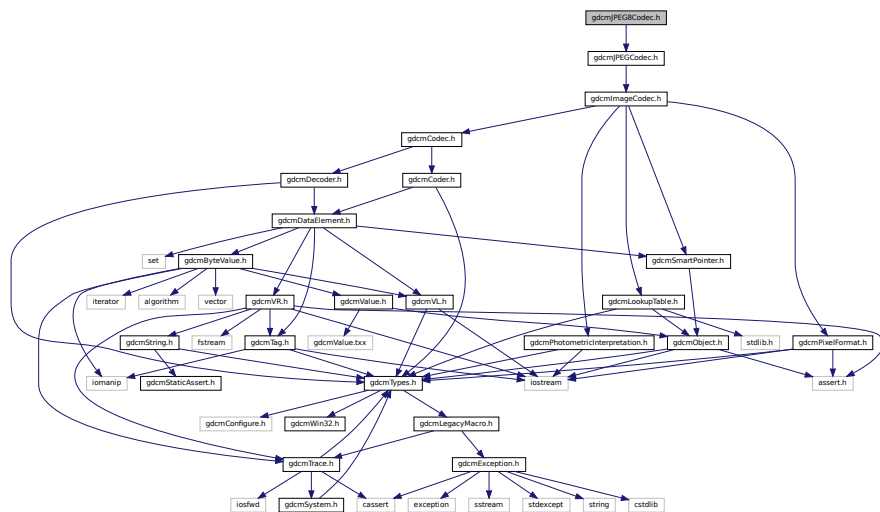 gdcmJPEG8Codec.h
gdcmJPEGCodec.h
gdcmImageCodec.h
gdcmCodec.h
gdcmDecoder.h
gdcmCoder.h
gdcmDataElement.h
set
gdcmByteValue.h
gdcmSmartPointer.h
iterator
algorithm
vector
gdcmVR.h
gdcmValue.h
gdcmVL.h
gdcmLookupTable.h
gdcmString.h
fstream
gdcmTag.h
gdcmValue.txx
gdcmPhotometricInterpretation.h
gdcmObject.h
stdlib.h
gdcmPixelFormat.h
iomanip
gdcmStaticAssert.h
gdcmTypes.h
iostream
assert.h
gdcmConfigure.h
gdcmWin32.h
gdcmLegacyMacro.h
gdcmTrace.h
gdcmException.h
iosfwd
gdcmSystem.h
cassert
exception
sstream
stdexcept
string
cstdlib